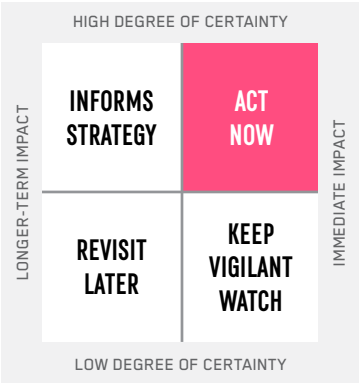 HIGH DEGREE OF CERTAINTY
LONGER-TERM IMPACT
INFORMS
STRATEGY
ACT
NOW
IMMEDIATE IMPACT
REVISIT
LATER
KEEP
VIGILANT
WATCH
LOW DEGREE OF CERTAINTY